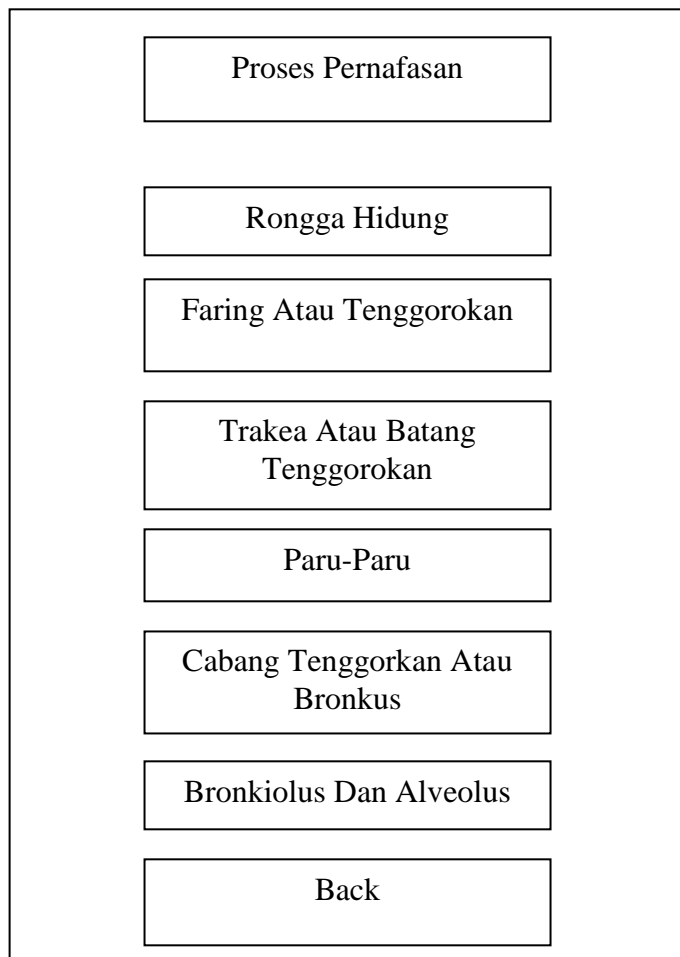 Proses Pernafasan
Rongga Hidung
Faring Atau Tenggorokan
Trakea Atau Batang
Tenggorokan
Paru-Paru
Cabang Tenggorkan Atau
Bronkus
Bronkiolus Dan Alveolus
Back